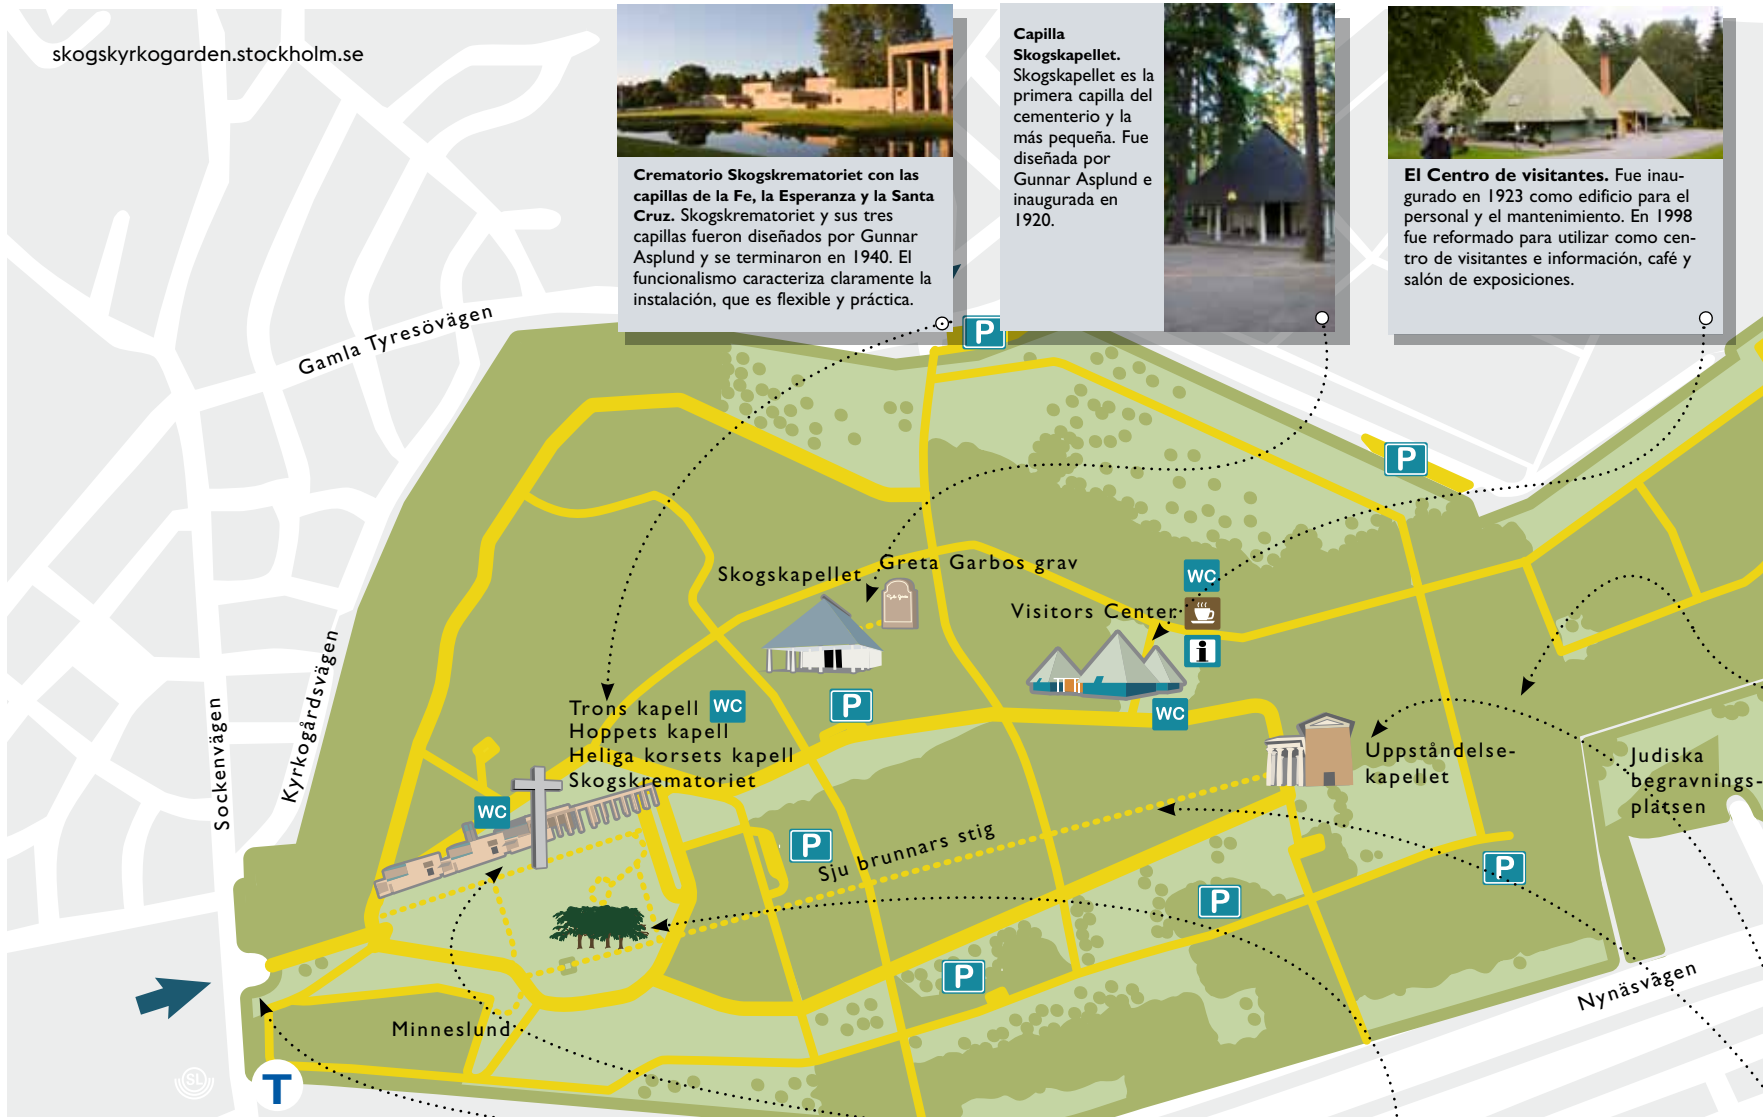 skogskyrkogarden.stockholm.se
Crematorio Skogskrematoriet con las
capillas de la Fe, la Esperanza y la Santa
Cruz. Skogskrematoriet y sus tres
capillas fueron diseñados por Gunnar
Asplund y se terminaron en 1940. El
funcionalismo caracteriza claramente la
instalación, que es flexible y práctica.
Capilla
Skogskapellet.
Skogskapellet es la
primera capilla del
cementerio y la
más pequeña. Fue
diseñada por
Gunnar Asplund e
inaugurada en
1920.
El Centro de visitantes. Fue inau-
gurado en 1923 como edificio para el
personal y el mantenimiento. En 1998
fue reformado para utilizar como cen-
tro de visitantes e información, café y
salón de exposiciones.
Gamla Tyresövägen
P
P
Skogskapellet
Greta Garbos grav
WC
Visitors Center
i
Kyrkogårdsvägen
Sockenvägen
Trons kapell
WC
Hoppets kapell
Heliga korsets kapell
Skogskrematoriet
P
WC
Uppståndelse-
kapellet
Judiska
begravnings-
platsen
WC
P
Sju brunnars stig
P
P
P
Nynäsvägen
Minneslund
SL
T